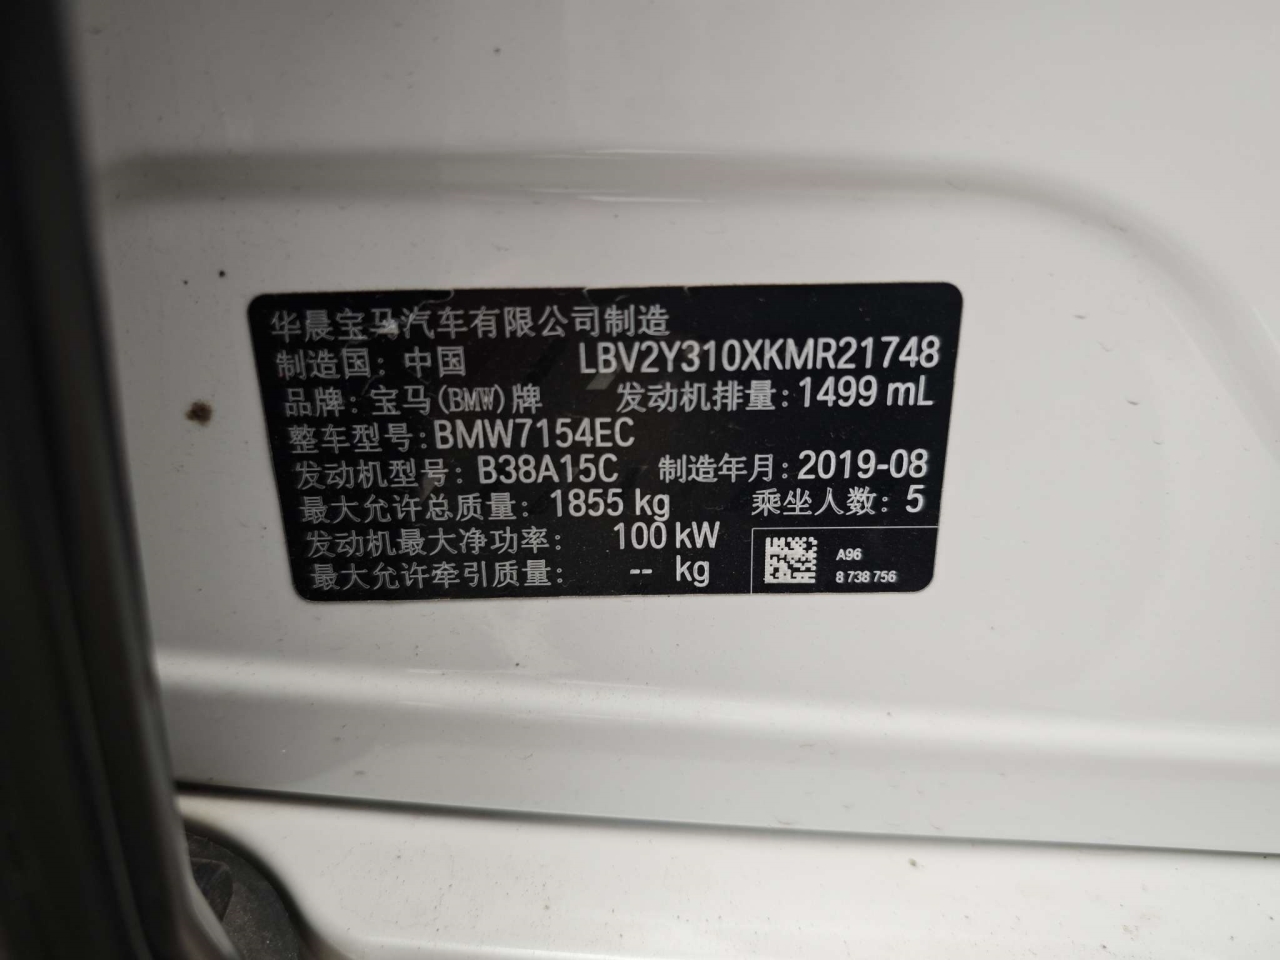 华晨宝马汽车有限公司制造
制造国：中国 LBV2Y310XKMR21748
品牌：宝马(BMW)牌 发动机排量：1499 mL
整车型号：BMW7154EC
发动机型号：B38A15C 制造年月：2019-08
最大允许总质量：1855 kg 乘坐人数：5
发动机最大净功率：100 kW
最大允许牵引质量：-- kg
A96
8 738 756